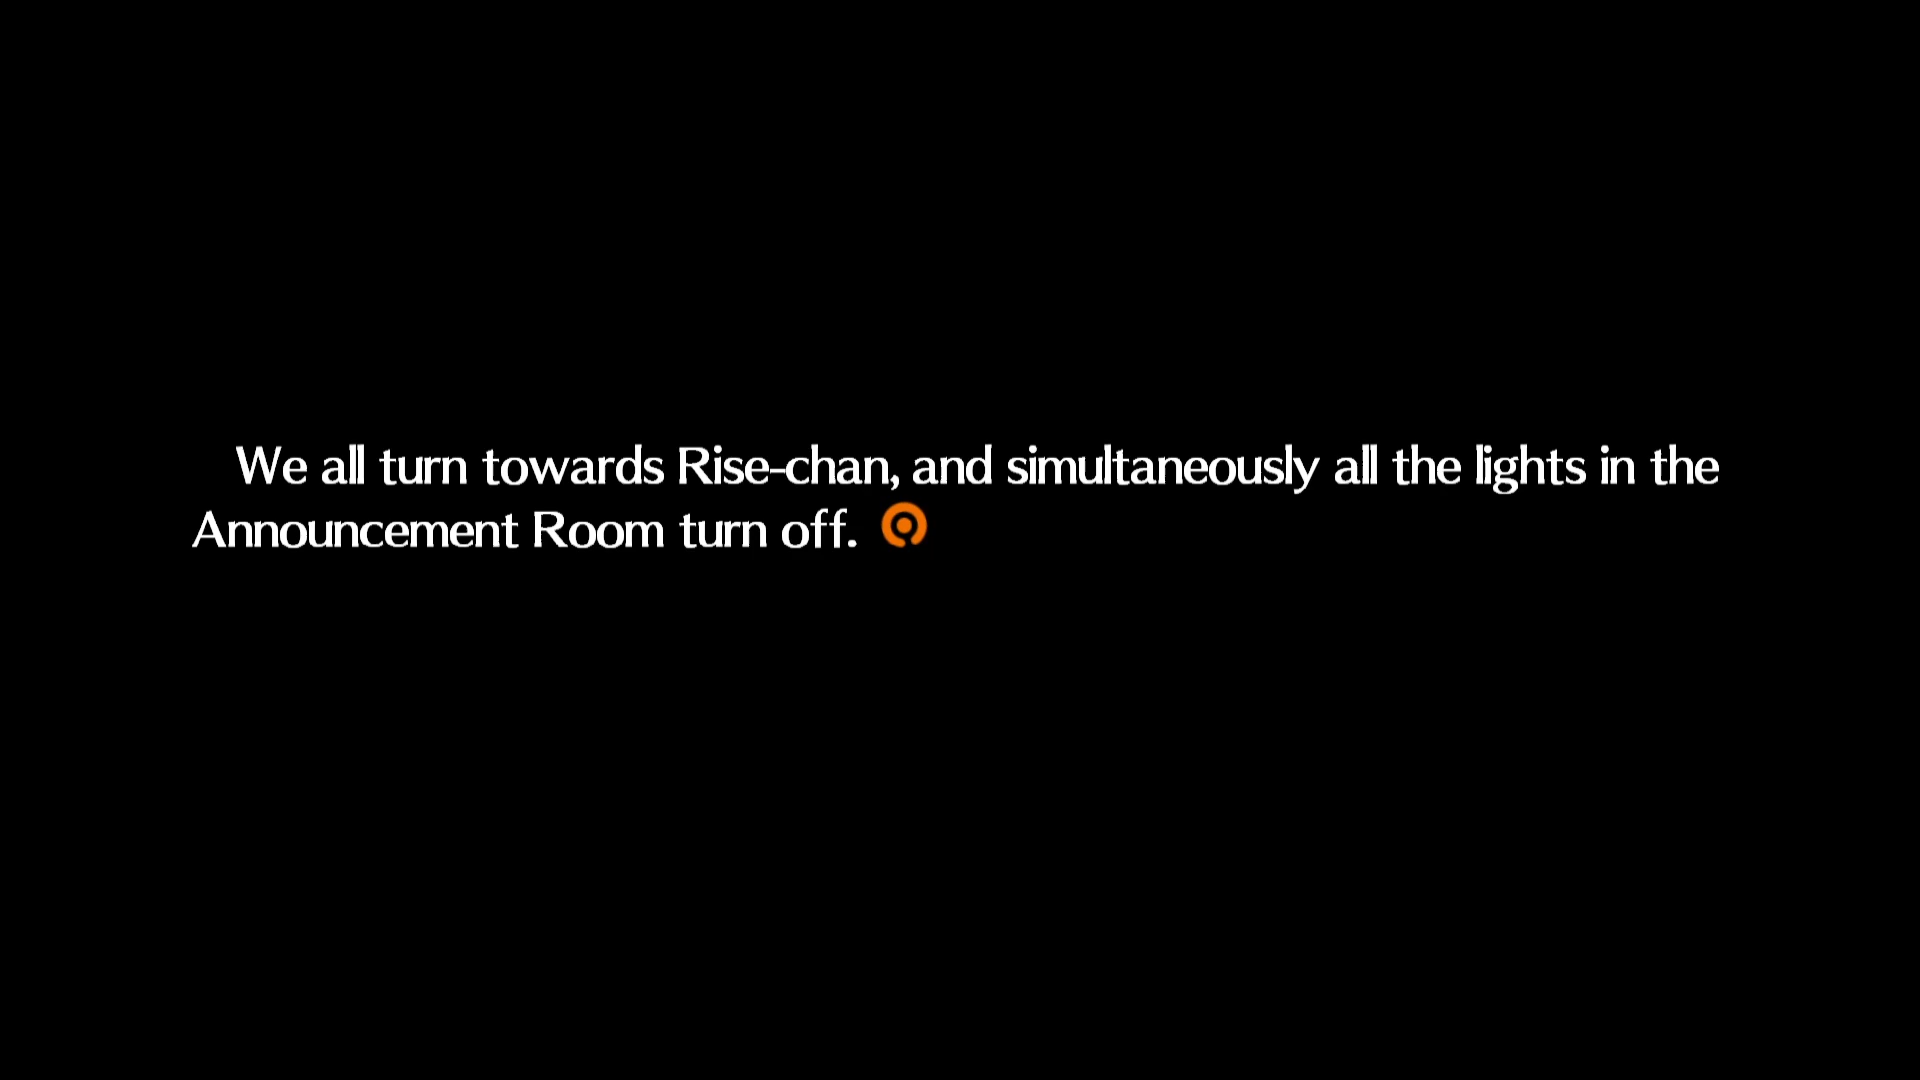 We all turn towards Rise-chan, and simultaneously all the lights in the
Announcement Room turn off.